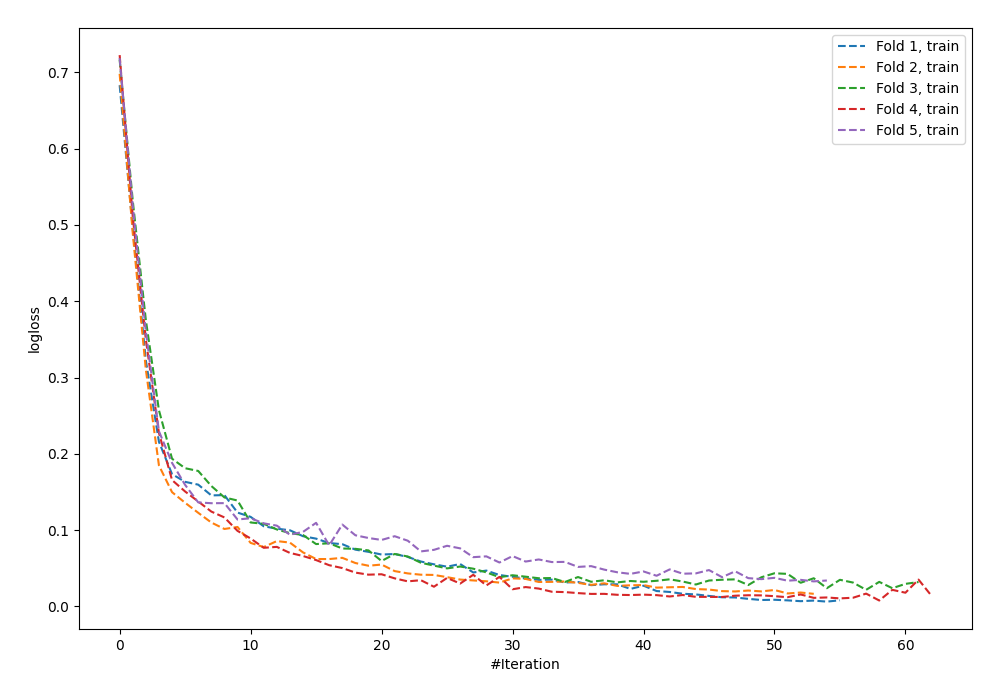 Fold 1, train
Fold 2, train
Fold 3, train
Fold 4, train
Fold 5, train
0.7
0.6
0.5
0.4
0.3
0.2
0.1
0.0
logloss
0 10 20 30 40 50 60
#Iteration